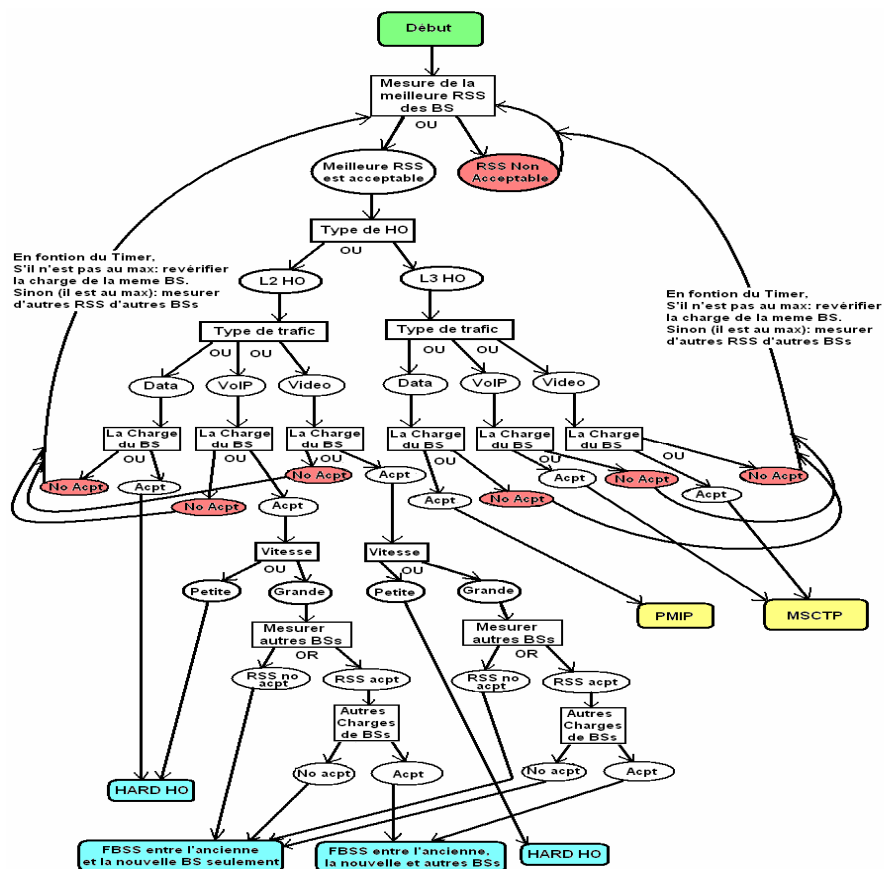 Début
Mesure de la
meilleure RSS
des BS
OU
Meilleure RSS
est acceptable
RSS Non
Acceptable
Type de HO
OU
En fontion du Timer,
S'il n'est pas au max: revérifier
la charge de la meme BS.
Sinon (il est au max): mesurer
d'autres RSS d'autres BSs
L2 HO
L3 HO
En fontion du Timer,
S'il n'est pas au max: revérifier
la charge de la meme BS.
Sinon (il est au max): mesurer
d'autres RSS d'autres BSs
Type de trafic
Type de trafic
OU
OU
OU
OU
Data
VoIP
Video
Data
VoIP
Video
La Charge
du BS
La Charge
du BS
La Charge
du BS
La Charge
du BS
La Charge
du BS
La Charge
du BS
OU
OU
OU
OU
OU
OU
No Acpt
Acpt
No Acpt
Acpt
No Acpt
Acpt
Acpt
No Acpt
Acpt
No Acpt
Acpt
No Acpt
Vitesse
Vitesse
OU
OU
Petite
Grande
Petite
Grande
PMIP
MSCTP
Mesurer
autres BSs
Mesurer
autres BSs
OR
OR
RSS no
acpt
RSS acpt
RSS no
acpt
RSS acpt
Autres
Charges
de BSs
Autres
Charges
de BSs
No acpt
Acpt
No acpt
Acpt
HARD HO
FBSS entre l'ancienne
et la nouvelle BS seulement
FBSS entre l'ancienne,
la nouvelle et autres BSs
HARD HO